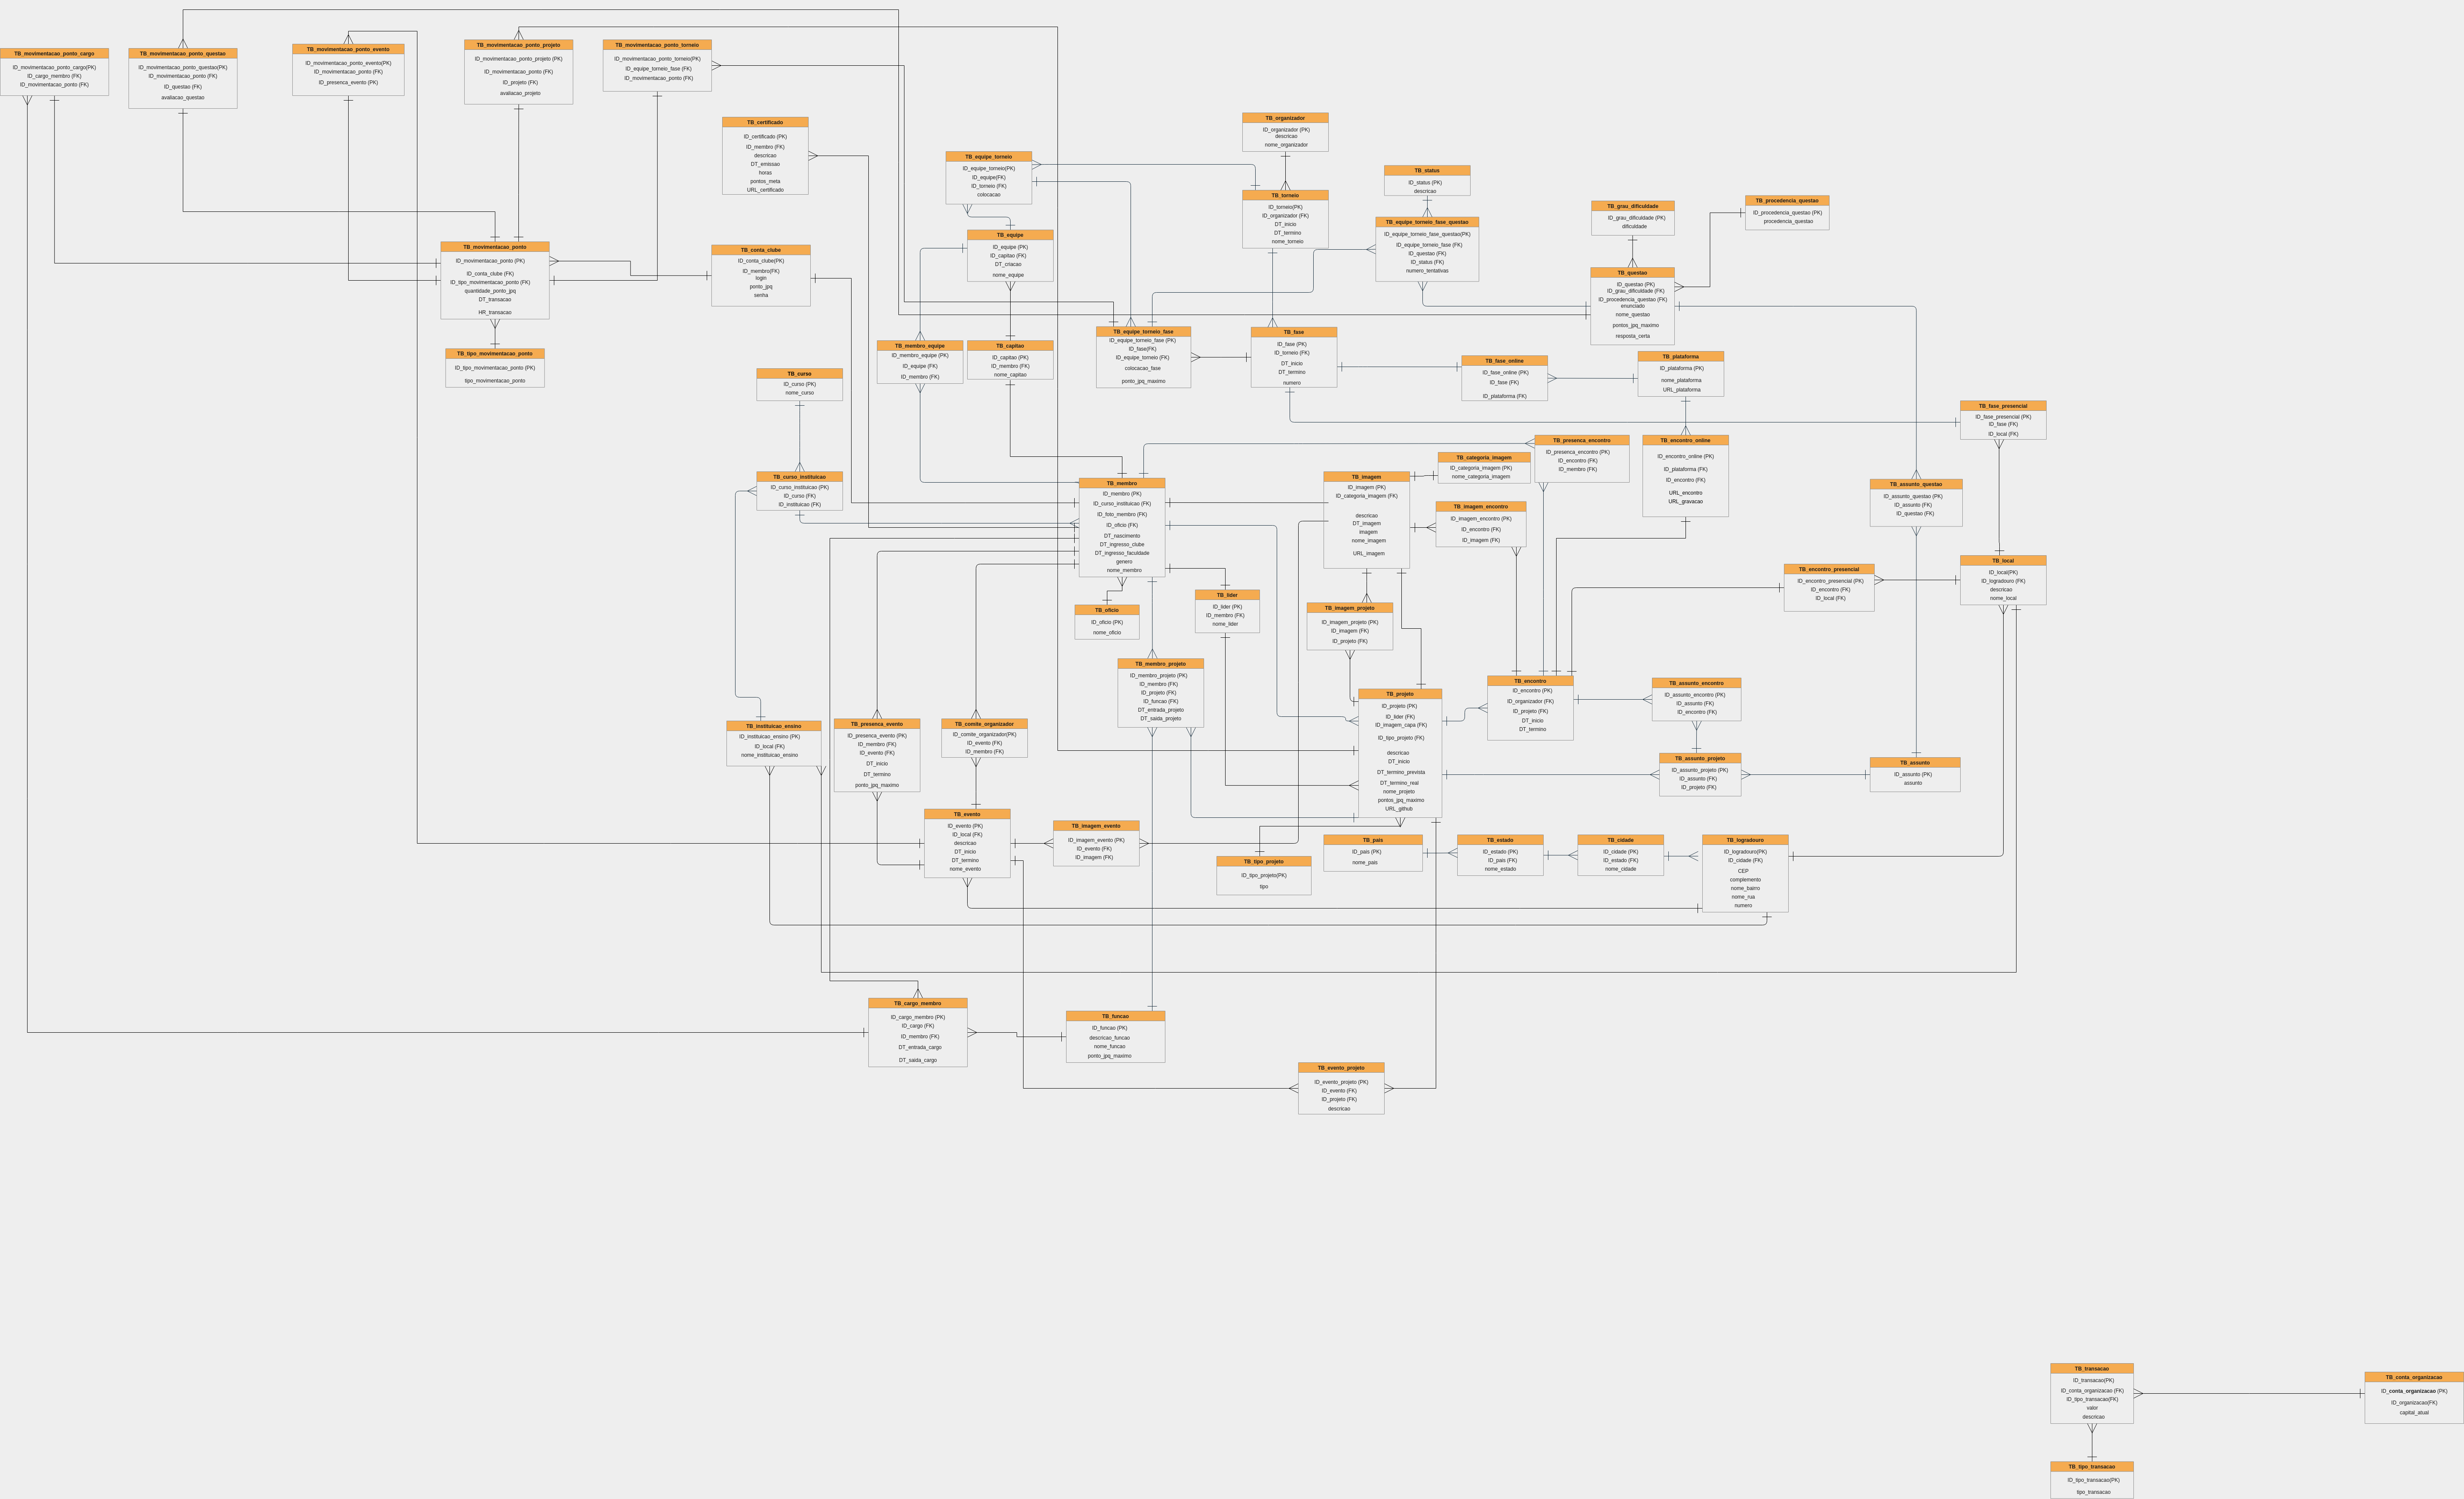 TB_movimentacao_ponto_cargo
ID_movimentacao_ponto_cargo(PK)
ID_cargo_membro (FK)
ID_movimentacao_ponto (FK)
TB_movimentacao_ponto_questao
ID_movimentacao_ponto_questao(PK)
ID_movimentacao_ponto (FK)
ID_questao (FK)
avaliacao_questao
TB_movimentacao_ponto_evento
ID_movimentacao_ponto_evento(PK)
ID_movimentacao_ponto (FK)
ID_presenca_evento (PK)
TB_movimentacao_ponto_projeto
ID_movimentacao_ponto_projeto (PK)
ID_movimentacao_ponto (FK)
ID_projeto (FK)
avaliacao_projeto
TB_movimentacao_ponto_torneio
ID_movimentacao_ponto_torneio(PK)
ID_equipe_torneio_fase (FK)
ID_movimentacao_ponto (FK)
TB_certificado
ID_certificado (PK)
ID_membro (FK)
descricao
DT_emissao
horas
pontos_meta
URL_certificado
TB_organizador
ID_organizador (PK)
descricao
nome_organizador
TB_equipe_torneio
ID_equipe_torneio(PK)
ID_equipe(FK)
ID_torneio (FK)
colocacao
TB_torneio
ID_torneio(PK)
ID_organizador (FK)
DT_inicio
DT_termino
nome_torneio
TB_status
ID_status (PK)
descricao
TB_equipe_torneio_fase_questao
ID_equipe_torneio_fase_questao(PK)
ID_equipe_torneio_fase (FK)
ID_questao (FK)
ID_status (FK)
numero_tentativas
TB_grau_dificuldade
ID_grau_dificuldade (PK)
dificuldade
TB_procedencia_questao
ID_procedencia_questao (PK)
procedencia_questao
TB_movimentacao_ponto
ID_movimentacao_ponto (PK)
ID_conta_clube (FK)
ID_tipo_movimentacao_ponto (FK)
quantidade_ponto_jpq
DT_transacao
HR_transacao
TB_conta_clube
ID_conta_clube(PK)
ID_membro(FK)
login
ponto_jpq
senha
TB_equipe
ID_equipe (PK)
ID_capitao (FK)
DT_criacao
nome_equipe
TB_questao
ID_questao (PK)
ID_grau_dificuldade (FK)
ID_procedencia_questao (FK)
enunciado
nome_questao
pontos_jpq_maximo
resposta_certa
TB_tipo_movimentacao_ponto
ID_tipo_movimentacao_ponto (PK)
tipo_movimentacao_ponto
TB_membro_equipe
ID_membro_equipe (PK)
ID_equipe (FK)
ID_membro (FK)
TB_capitao
ID_capitao (PK)
ID_membro (FK)
nome_capitao
TB_equipe_torneio_fase
ID_equipe_torneio_fase (FK)
ID_fase(FK)
ID_equipe_torneio (FK)
colocacao_fase
ponto_jpq_maximo
TB_fase
ID_fase (PK)
ID_torneio (FK)
DT_inicio
DT_termino
numero
TB_fase_online
ID_fase_online (PK)
ID_fase (FK)
ID_plataforma (FK)
TB_plataforma
ID_plataforma (PK)
nome_plataforma
URL_plataforma
TB_curso
ID_curso (PK)
nome_curso
TB_fase_presencial
ID_fase_presencial (PK)
ID_fase (FK)
ID_local (FK)
TB_curso_instituicao
ID_curso_instituicao (PK)
ID_curso (FK)
ID_instituicao (FK)
TB_membro
ID_membro (PK)
ID_curso_instituicao (FK)
ID_foto_membro (FK)
ID_oficio (FK)
DT_nascimento
DT_ingresso_clube
DT_ingresso_faculdade
genero
nome_membro
TB_imagem
ID_imagem (PK)
ID_categoria_imagem (FK)
descricao
DT_imagem
imagem
nome_imagem
URL_imagem
TB_categoria_imagem
ID_categoria_imagem (PK)
nome_categoria_imagem
TB_presenca_encontro
ID_presenca_encontro (PK)
ID_encontro (FK)
ID_membro (FK)
TB_encontro_online
ID_encontro_online (PK)
ID_plataforma (FK)
ID_encontro (FK)
URL_encontro
URL_gravacao
TB_imagem_encontro
ID_imagem_encontro (PK)
ID_encontro (FK)
ID_imagem (FK)
TB_assunto_questao
ID_assunto_questao (PK)
ID_assunto (FK)
ID_questao (FK)
TB_encontro_presencial
ID_encontro_presencial (PK)
ID_encontro (FK)
ID_local (FK)
TB_local
ID_local(PK)
ID_logradouro (FK)
descricao
nome_local
TB_oficio
ID_oficio (PK)
nome_oficio
TB_lider
ID_lider (PK)
ID_membro (FK)
nome_lider
TB_imagem_projeto
ID_imagem_projeto (PK)
ID_imagem (FK)
ID_projeto (FK)
TB_membro_projeto
ID_membro_projeto (PK)
ID_membro (FK)
ID_projeto (FK)
ID_funcao (FK)
DT_entrada_projeto
DT_saida_projeto
TB_projeto
ID_projeto (PK)
ID_lider (FK)
ID_imagem_capa (FK)
ID_tipo_projeto (FK)
descricao
DT_inicio
DT_termino_prevista
DT_termino_real
nome_projeto
pontos_jpq_maximo
URL_github
TB_encontro
ID_encontro (PK)
ID_organizador (FK)
ID_projeto (FK)
DT_inicio
DT_termino
TB_assunto_encontro
ID_assunto_encontro (PK)
ID_assunto (FK)
ID_encontro (FK)
TB_instituicao_ensino
ID_instituicao_ensino (PK)
ID_local (FK)
nome_instituicao_ensino
TB_presenca_evento
ID_presenca_evento (PK)
ID_membro (FK)
ID_evento (FK)
DT_inicio
DT_termino
ponto_jpq_maximo
TB_comite_organizador
ID_comite_organizador(PK)
ID_evento (FK)
ID_membro (FK)
TB_assunto_projeto
ID_assunto_projeto (PK)
ID_assunto (FK)
ID_projeto (FK)
TB_assunto
ID_assunto (PK)
assunto
TB_evento
ID_evento (PK)
ID_local (FK)
descricao
DT_inicio
DT_termino
nome_evento
TB_imagem_evento
ID_imagem_evento (PK)
ID_evento (FK)
ID_imagem (FK)
TB_tipo_projeto
ID_tipo_projeto(PK)
tipo
TB_pais
ID_pais (PK)
nome_pais
TB_estado
ID_estado (PK)
ID_pais (FK)
nome_estado
TB_cidade
ID_cidade (PK)
ID_estado (FK)
nome_cidade
TB_logradouro
ID_logradouro(PK)
ID_cidade (FK)
CEP
complemento
nome_bairro
nome_rua
numero
TB_cargo_membro
ID_cargo_membro (PK)
ID_cargo (FK)
ID_membro (FK)
DT_entrada_cargo
DT_saida_cargo
TB_funcao
ID_funcao (PK)
descricao_funcao
nome_funcao
ponto_jpq_maximo
TB_evento_projeto
ID_evento_projeto (PK)
ID_evento (FK)
ID_projeto (FK)
descricao
TB_transacao
ID_transacao(PK)
ID_conta_organizacao (FK)
ID_tipo_transacao(FK)
valor
descricao
TB_conta_organizacao
ID_conta_organizacao (PK)
ID_organizacao(FK)
capital_atual
TB_tipo_transacao
ID_tipo_transacao(PK)
tipo_transacao